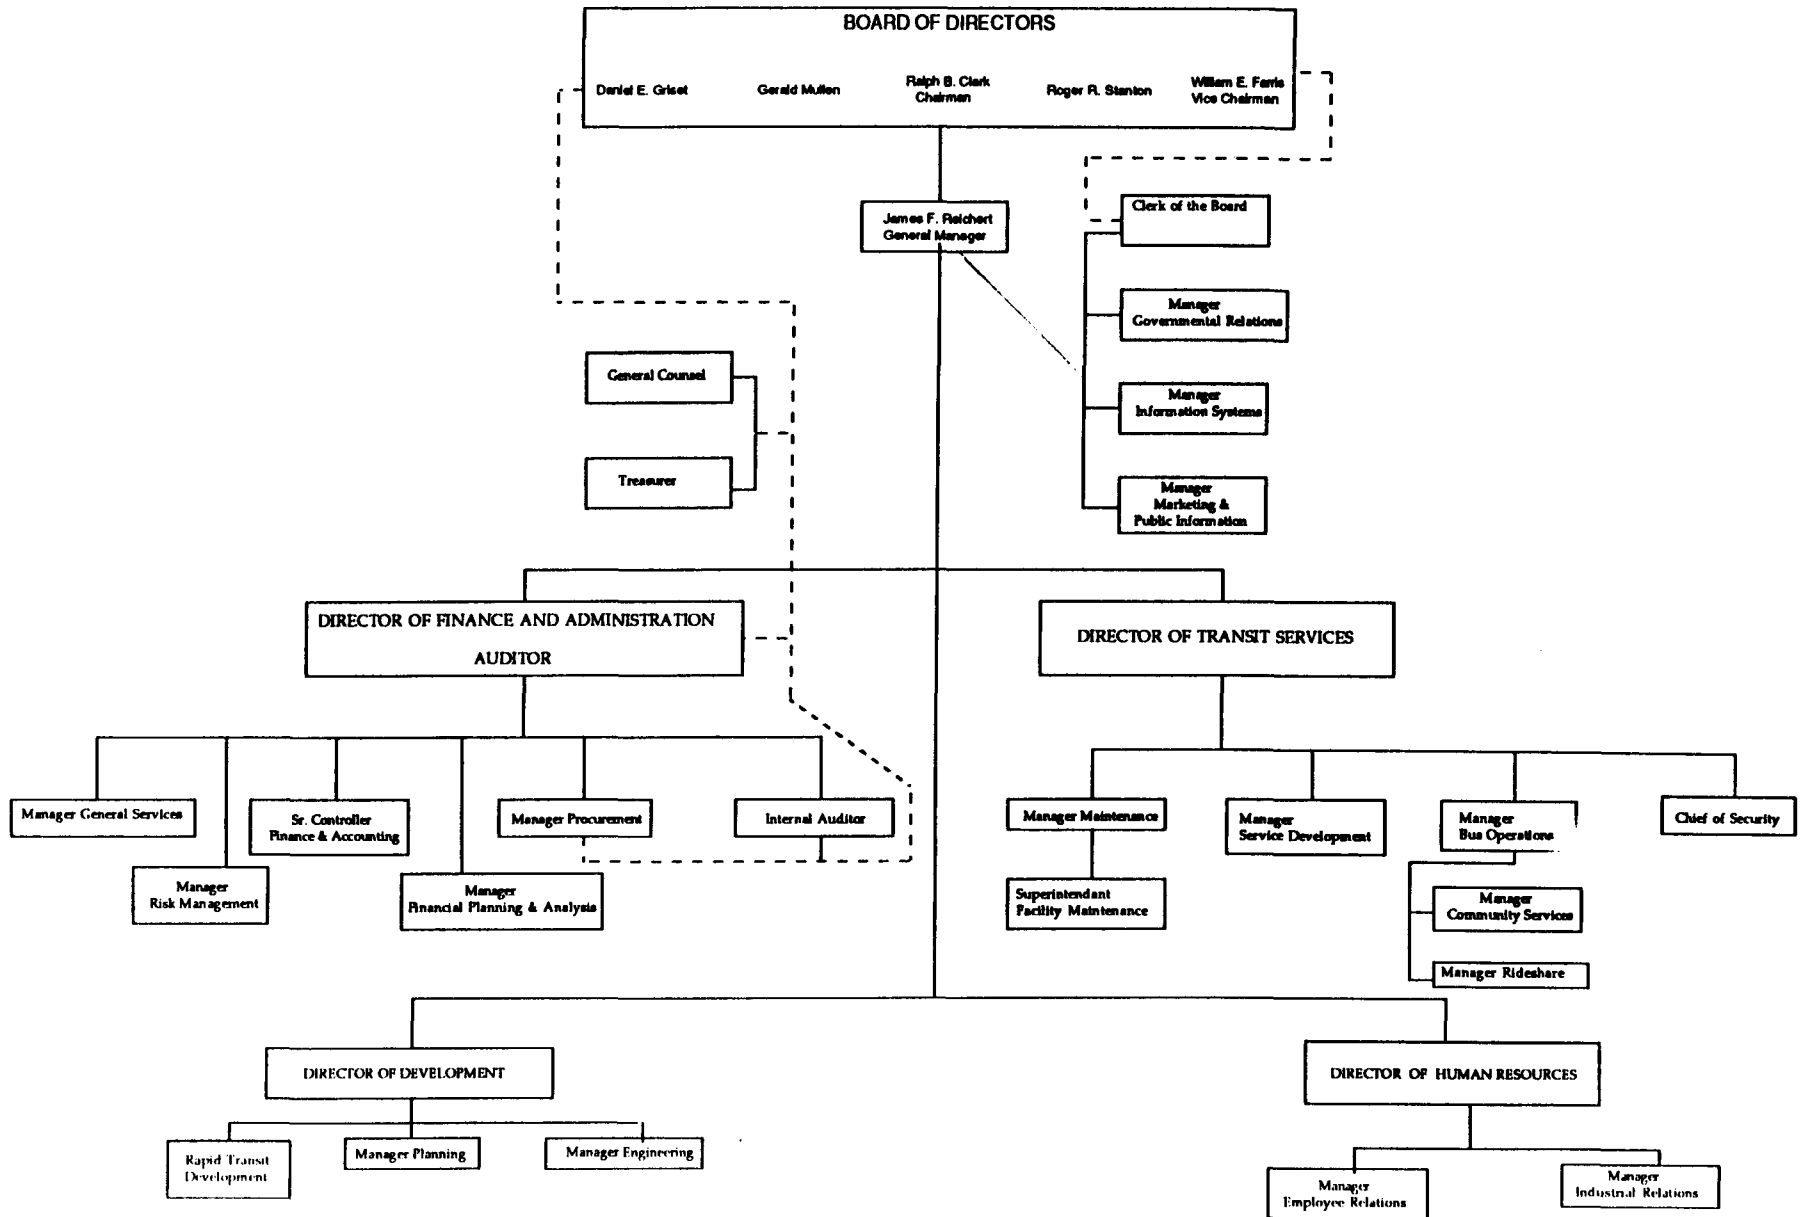 BOARD OF DIRECTORS
Daniel E. Griset
Gerald Mullen
Ralph B. Clark
Chairman
Roger R. Stanton
William E. Farris
Vice Chairman
James F. Reichert
General Manager
Clerk of the Board
Manager
Governmental Relations
General Counsel
Manager
Information Systems
Treasurer
Manager
Marketing &
Public Information
DIRECTOR OF FINANCE AND ADMINISTRATION
AUDITOR
DIRECTOR OF TRANSIT SERVICES
Manager General Services
Sr. Controller
Finance & Accounting
Manager Procurement
Internal Auditor
Manager
Risk Management
Manager
Financial Planning & Analysis
Manager Maintenance
Manager
Service Development
Manager
Bus Operations
Chief of Security
Superintendant
Facility Maintenance
Manager
Community Services
Manager Rideshare
DIRECTOR OF DEVELOPMENT
DIRECTOR OF HUMAN RESOURCES
Rapid Transit
Development
Manager Planning
Manager Engineering
Manager
Employee Relations
Manager
Industrial Relations